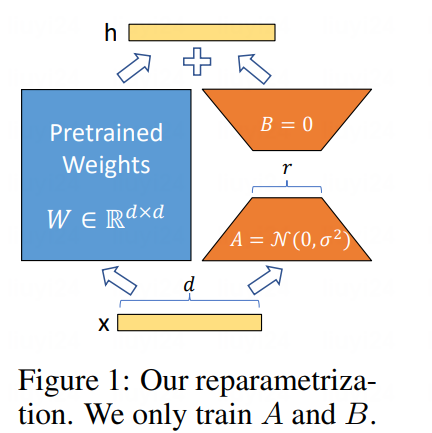 h
Pretrained
Weights
W ∈ ℝ^{d×d}
B = 0
r
A = 𝒩(0, σ²)
d
x
Figure 1: Our reparametriza-
tion. We only train A and B.